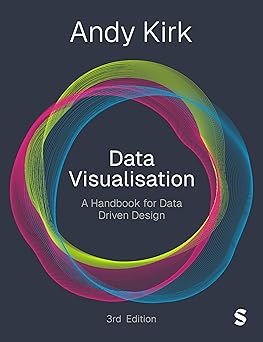 Andy Kirk
Data
Visualisation
A Handbook for Data
Driven Design
3rd Edition
S